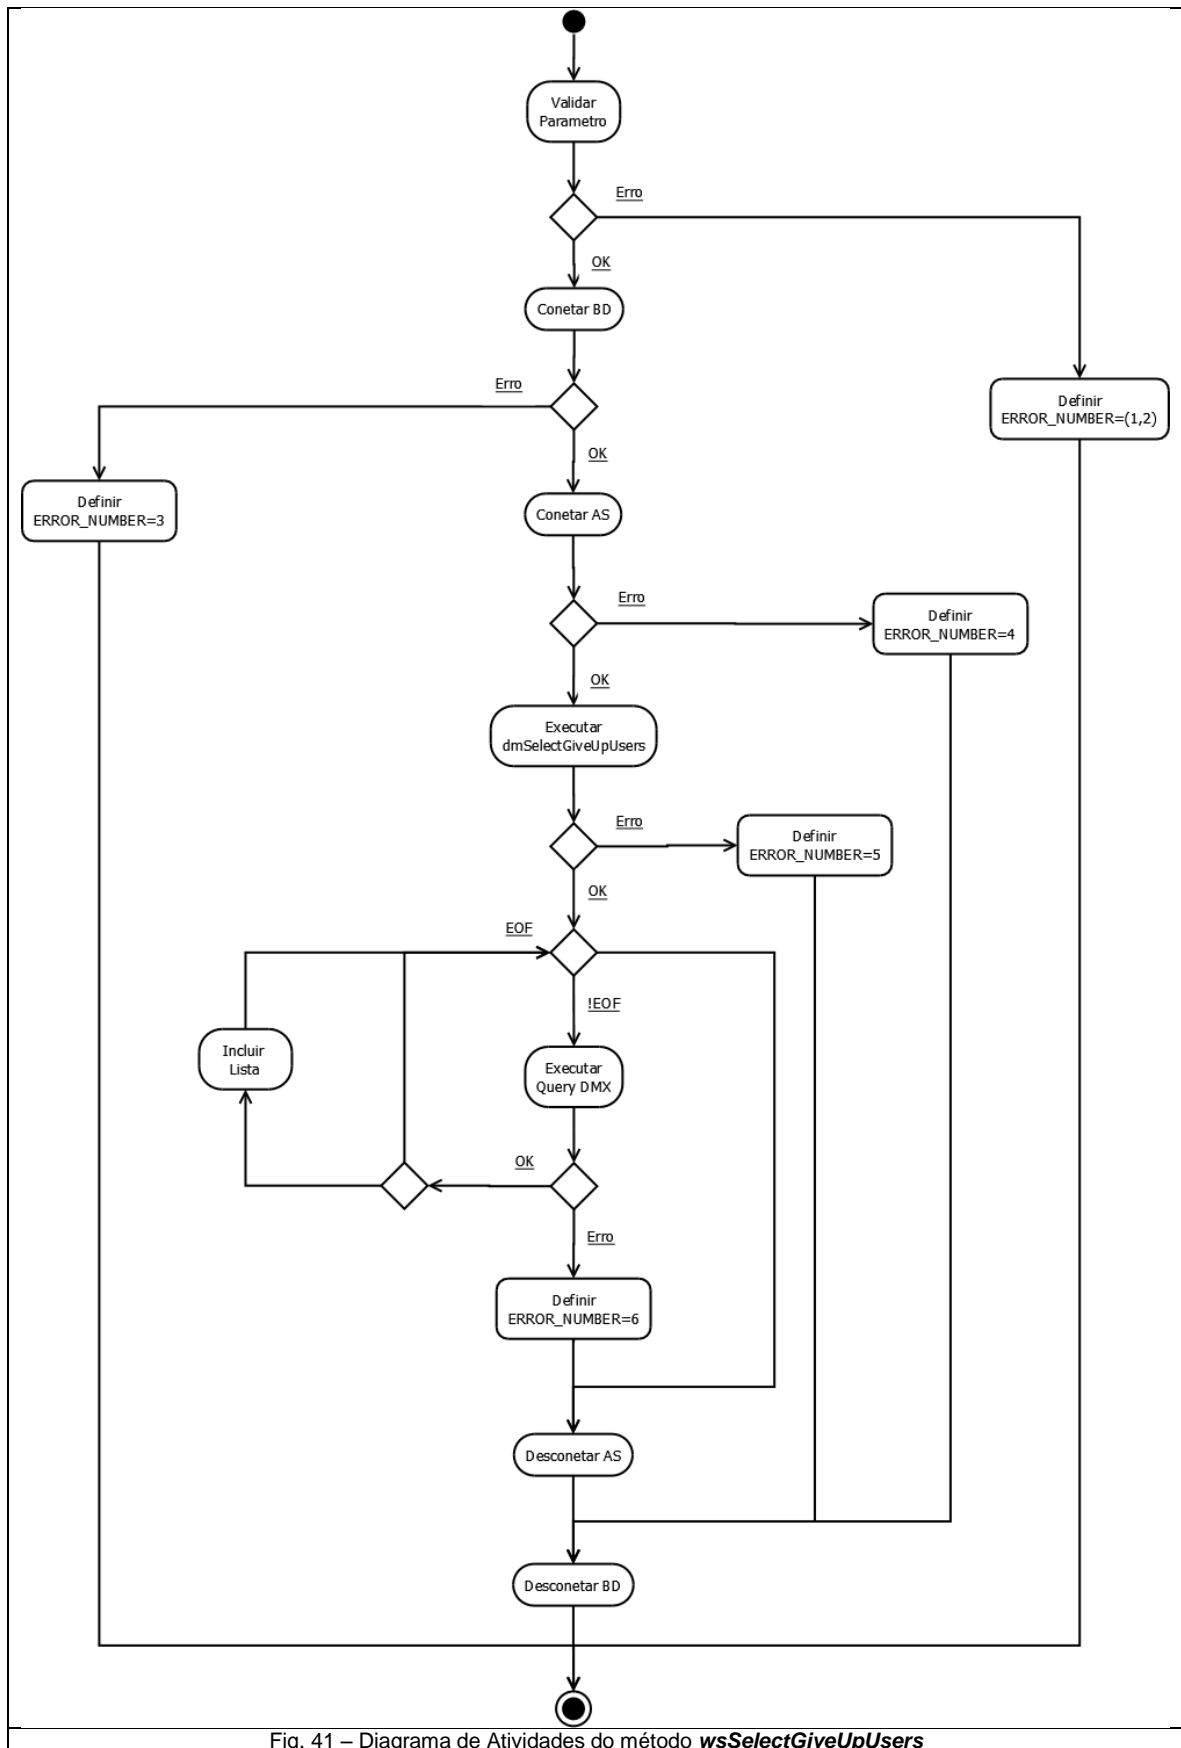 Validar
Parametro
Erro
OK
Conetar BD
Erro
Definir
ERROR_NUMBER=(1,2)
OK
Definir
ERROR_NUMBER=3
Conetar AS
Erro
Definir
ERROR_NUMBER=4
OK
Executar
dmSelectGiveUpUsers
Erro
Definir
ERROR_NUMBER=5
OK
EOF
!EOF
Incluir
Lista
Executar
Query DMX
OK
Erro
Definir
ERROR_NUMBER=6
Desconetar AS
Desconetar BD
Fig. 41 – Diagrama de Atividades do método wsSelectGiveUpUsers